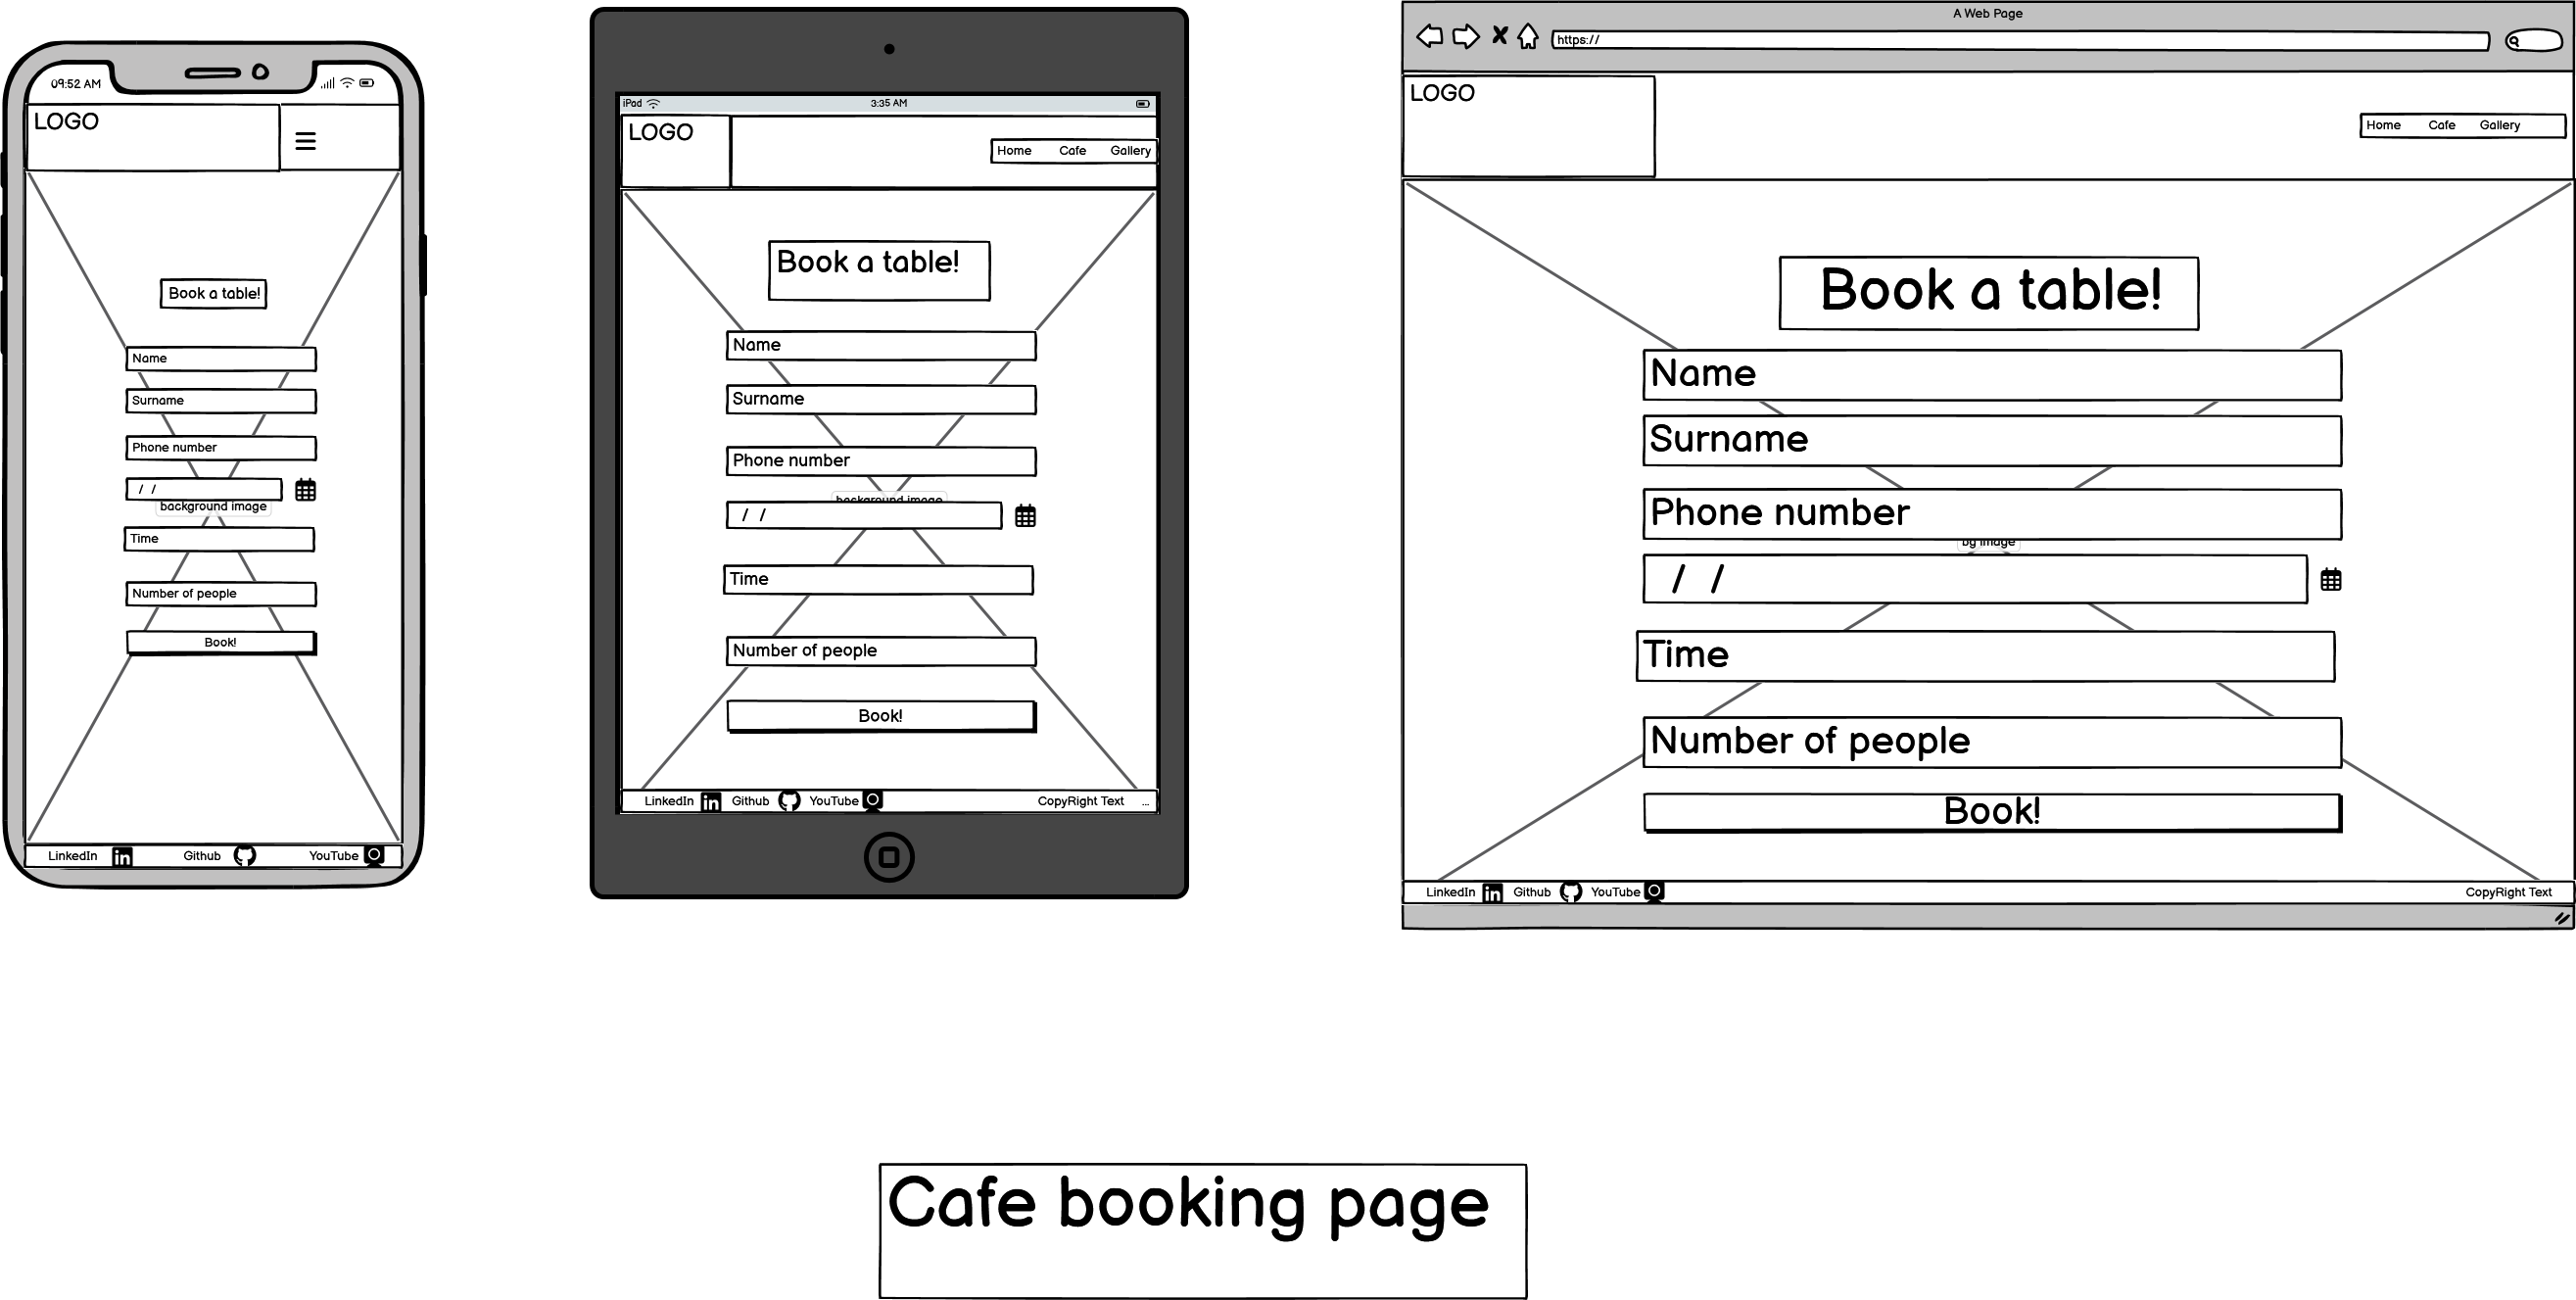 09:52 AM
LOGO
Book a table!
Name
Surname
Phone number
/ /
background image
Time
Number of people
Book!
LinkedIn Github YouTube
iPad 3:35 AM
LOGO
Home Cafe Gallery
Book a table!
Name
Surname
Phone number
background image
/ /
Time
Number of people
Book!
LinkedIn in Github YouTube CopyRight Text ...
A Web Page
https://
LOGO
Home Cafe Gallery
Book a table!
Name
Surname
Phone number
bg image
/ /
Time
Number of people
Book!
LinkedIn in Github YouTube CopyRight Text
Cafe booking page